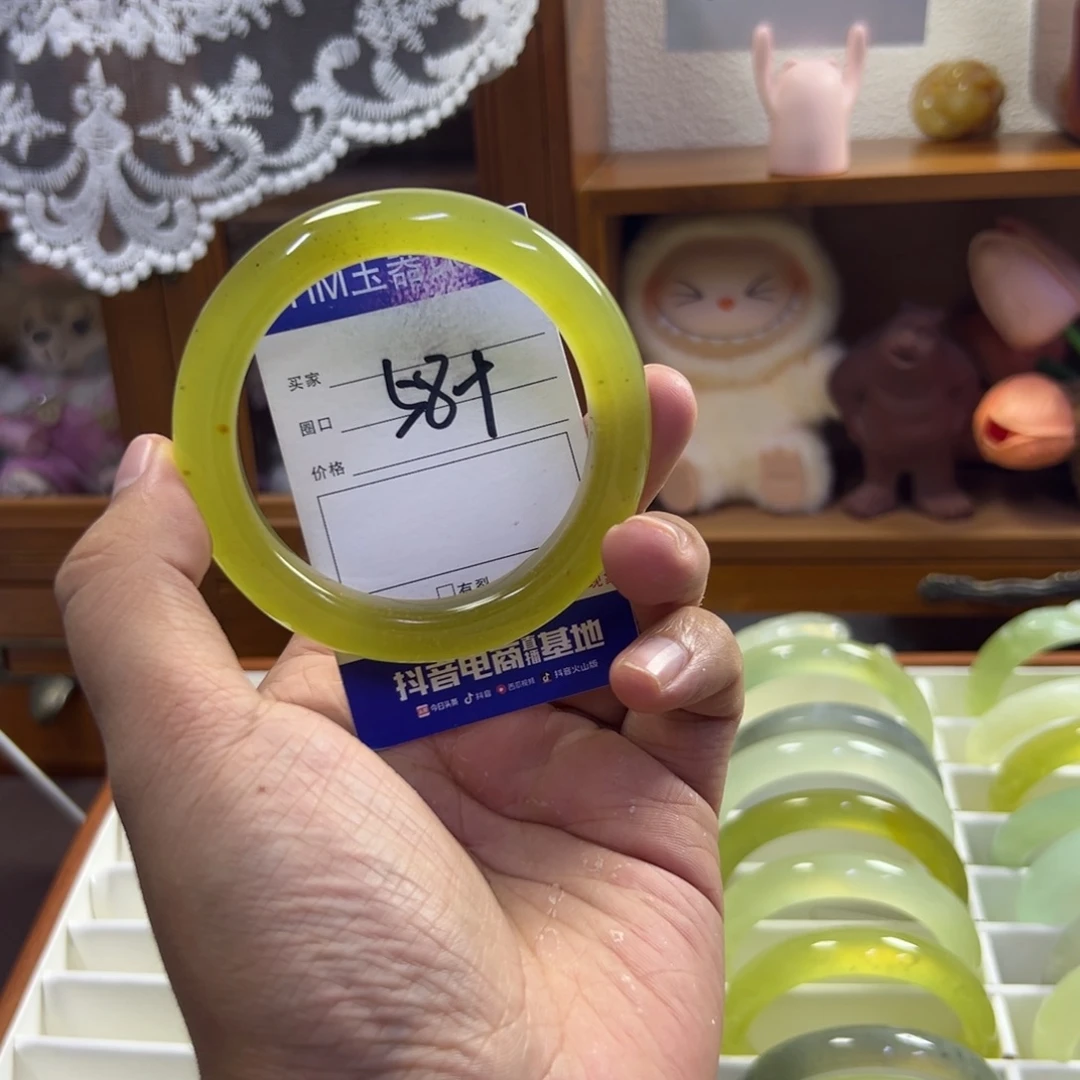 HM玉器
买家
58+
圈口
价格
有裂
抖音电商直播基地
今日头条 抖音 西瓜视频 抖音火山版